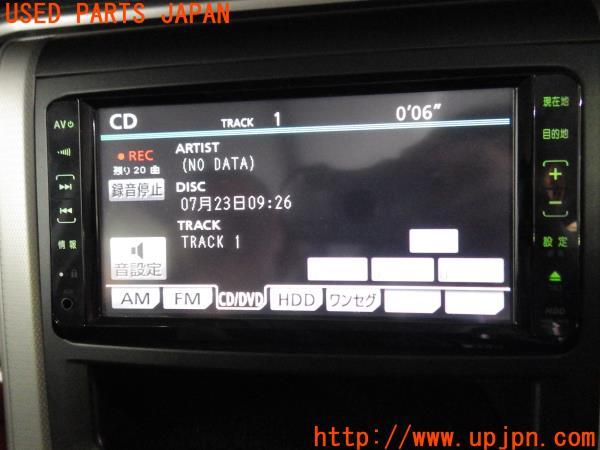 USED PARTS JAPAN
CD TRACK 1 0'06"
AV
現在地
目的地
● REC
残り 20 曲
録音停止
ARTIST
(NO DATA)
DISC
07月23日09:26
TRACK
TRACK 1
情報
設定
音設定
AM FM CD/DVD HDD ワンセグ
HDD
http://www.upjpn.com/